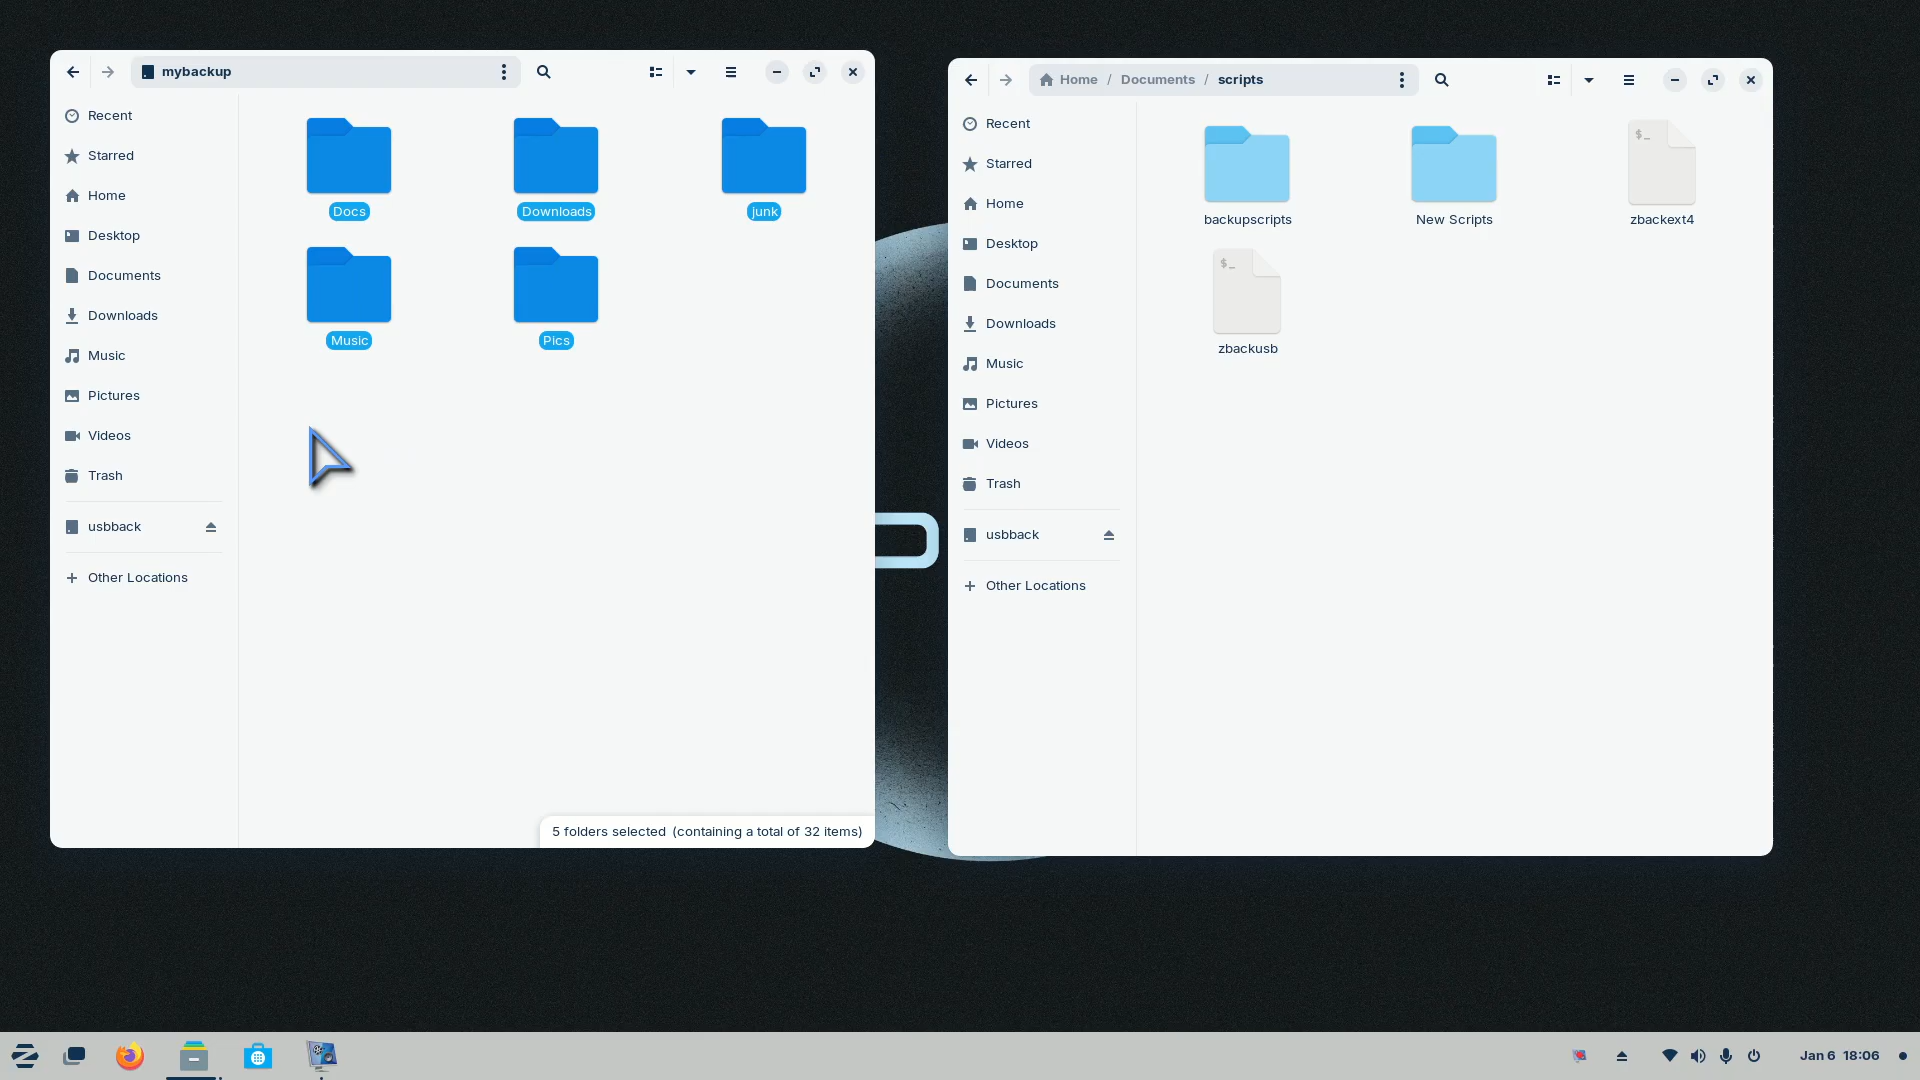 mybackup
Recent
Starred
Home
Desktop
Documents
Downloads
Music
Pictures
Videos
Trash
usbback
Other Locations
Docs
Downloads
junk
Music
Pics
5 folders selected (containing a total of 32 items)
Home / Documents / scripts
Recent
Starred
Home
Desktop
Documents
Downloads
Music
Pictures
Videos
Trash
usbback
Other Locations
$_
backupscripts
New Scripts
zbackext4
$_
zbackusb
Jan 6 18:06